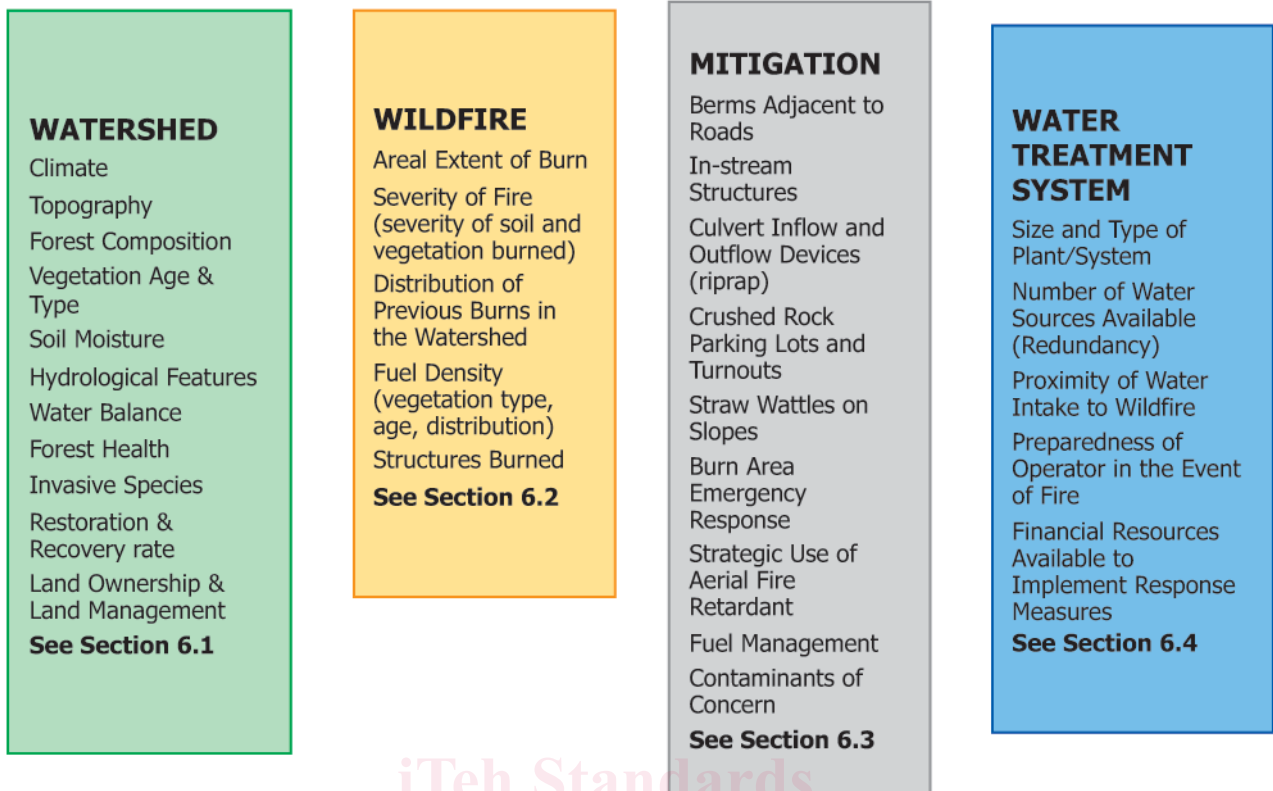 WATERSHED
Climate
Topography
Forest Composition
Vegetation Age &
Type
Soil Moisture
Hydrological Features
Water Balance
Forest Health
Invasive Species
Restoration &
Recovery rate
Land Ownership &
Land Management
See Section 6.1
WILDFIRE
Areal Extent of Burn
Severity of Fire
(severity of soil and
vegetation burned)
Distribution of
Previous Burns in
the Watershed
Fuel Density
(vegetation type,
age, distribution)
Structures Burned
See Section 6.2
MITIGATION
Berms Adjacent to
Roads
In-stream
Structures
Culvert Inflow and
Outflow Devices
(riprap)
Crushed Rock
Parking Lots and
Turnouts
Straw Wattles on
Slopes
Burn Area
Emergency
Response
Strategic Use of
Aerial Fire
Retardant
Fuel Management
Contaminants of
Concern
See Section 6.3
WATER
TREATMENT
SYSTEM
Size and Type of
Plant/System
Number of Water
Sources Available
(Redundancy)
Proximity of Water
Intake to Wildfire
Preparedness of
Operator in the Event
of Fire
Financial Resources
Available to
Implement Response
Measures
See Section 6.4
iTeh Standards